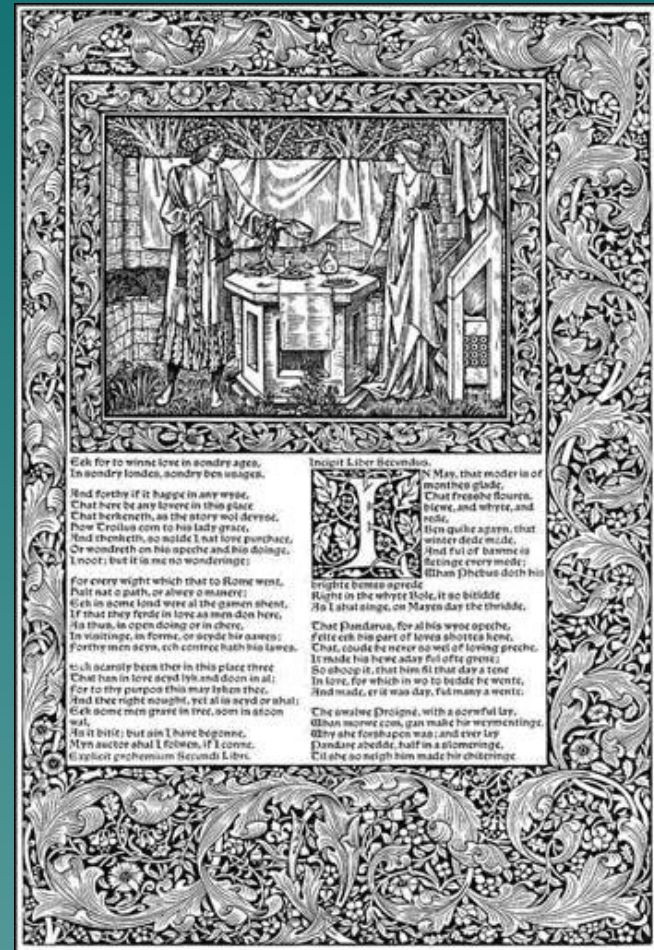 Eek for to winne love in sondry ages,
In sondry londes, sondry ben usages.
And forthy if it happe in any wyse,
That here be any lovere in this place
That herkeneth, as the story wol devyse,
How Troilus com to his lady grace,
And thenketh, so nolde I nat love purchace,
Or wondreth on his speche and his doinge,
I noot; but it is me no wonderinge;
For every wight which that to Rome went,
Halt nat o path, or alwey o manere;
Eek in some lond were al the gamen shent,
If that they ferde in love as men don here,
As thus, in open doing or in chere,
In visitinge, in forme, or seyde hir sawes;
Forthy men seyn, ech contree hath his lawes.
Eek scarsly been ther in this place three
That han in love seyd lyk and doon in al;
For to thy purpos this may lyken thee,
And thee right nought, yet al is seyd or shal;
Eek some men grave in tree, som in stoon
wal,
As it bitit; but sin I have begonne,
Myn auctor shal I folwen, if I conne.
Explicit prohemium Secundi Libri.
Incipit Liber Secundus.
IN May, that moder is of
monthes glade,
That fresshe floures,
blewe, and whyte, and
rede,
Ben quike agayn, that
winter dede made,
And ful of bawme is
fletinge every mede;
Whan Phebus doth his
brighte bemes sprede
Right in the whyte Bole, it so bitidde
As I shal singe, on Mayes day the thridde,
That Pandarus, for al his wyse speche,
Felte eek his part of loves shottes kene,
That, coude he never so wel of loving preche,
It made his hewe aday ful ofte grene;
So shoop it, that him fil that day a tene
In love, for which in wo to bedde he wente,
And made, er it was day, ful many a wente.
The swalwe Proignè, with a sorwful lay,
Whan morwe com, gan make hir weymentinge,
Why she forshapen was; and ever lay
Pandare abedde, half in a slomeringe,
Til she so neigh him made hir chiteringe